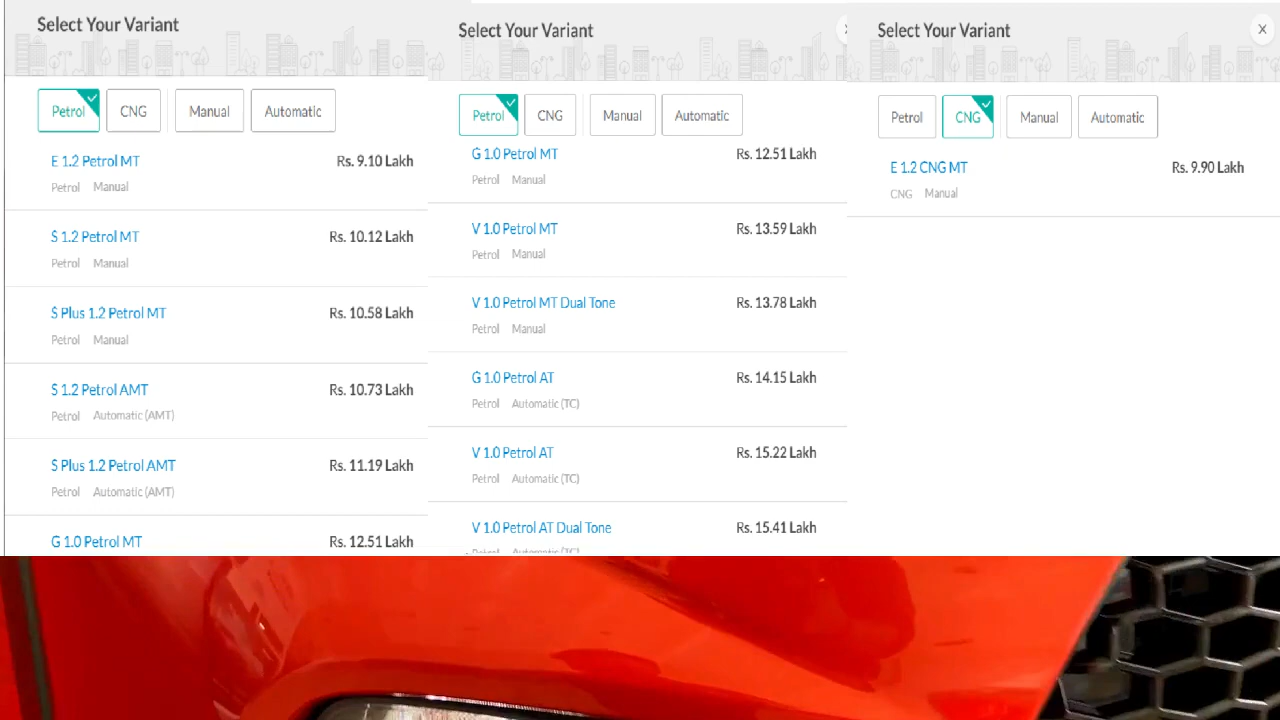 Select Your Variant
Petrol CNG Manual Automatic
E 1.2 Petrol MT Rs. 9.10 Lakh
Petrol Manual
S 1.2 Petrol MT Rs. 10.12 Lakh
Petrol Manual
S Plus 1.2 Petrol MT Rs. 10.58 Lakh
Petrol Manual
S 1.2 Petrol AMT Rs. 10.73 Lakh
Petrol Automatic (AMT)
S Plus 1.2 Petrol AMT Rs. 11.19 Lakh
Petrol Automatic (AMT)
G 1.0 Petrol MT Rs. 12.51 Lakh
Select Your Variant
Petrol CNG Manual Automatic
G 1.0 Petrol MT Rs. 12.51 Lakh
Petrol Manual
V 1.0 Petrol MT Rs. 13.59 Lakh
Petrol Manual
V 1.0 Petrol MT Dual Tone Rs. 13.78 Lakh
Petrol Manual
G 1.0 Petrol AT Rs. 14.15 Lakh
Petrol Automatic (TC)
V 1.0 Petrol AT Rs. 15.22 Lakh
Petrol Automatic (TC)
V 1.0 Petrol AT Dual Tone Rs. 15.41 Lakh
Petrol Automatic (TC)
Select Your Variant X
Petrol CNG Manual Automatic
E 1.2 CNG MT Rs. 9.90 Lakh
CNG Manual